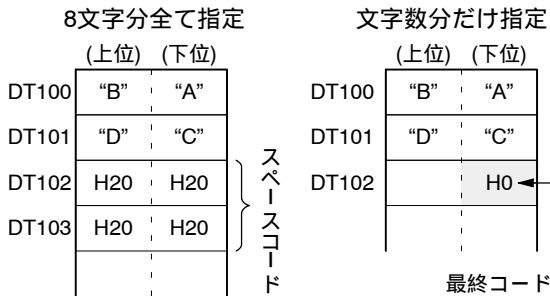 8文字分全て指定
(上位) (下位)
DT100 “B” “A”
DT101 “D” “C”
DT102 H20 H20
DT103 H20 H20
スペースコード
文字数分だけ指定
(上位) (下位)
DT100 “B” “A”
DT101 “D” “C”
DT102 H0
最終コード